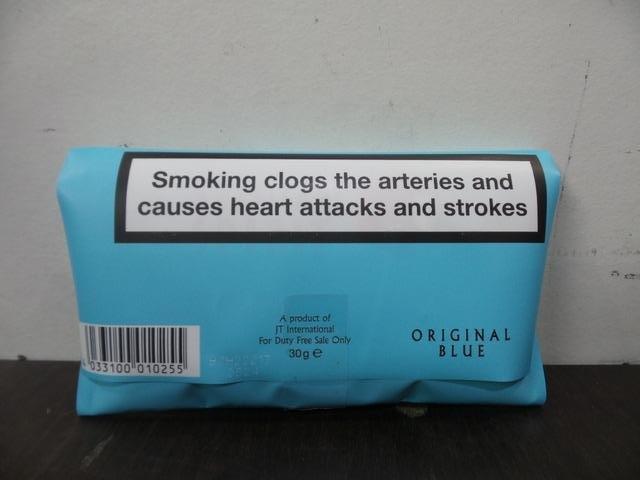 Smoking clogs the arteries and
causes heart attacks and strokes
A product of
JT International
For Duty Free Sale Only
30g e
ORIGINAL
BLUE
033100 010255